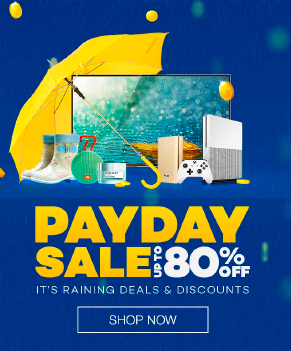 PAYDAY
SALE UP TO 80% OFF
IT'S RAINING DEALS & DISCOUNTS
SHOP NOW